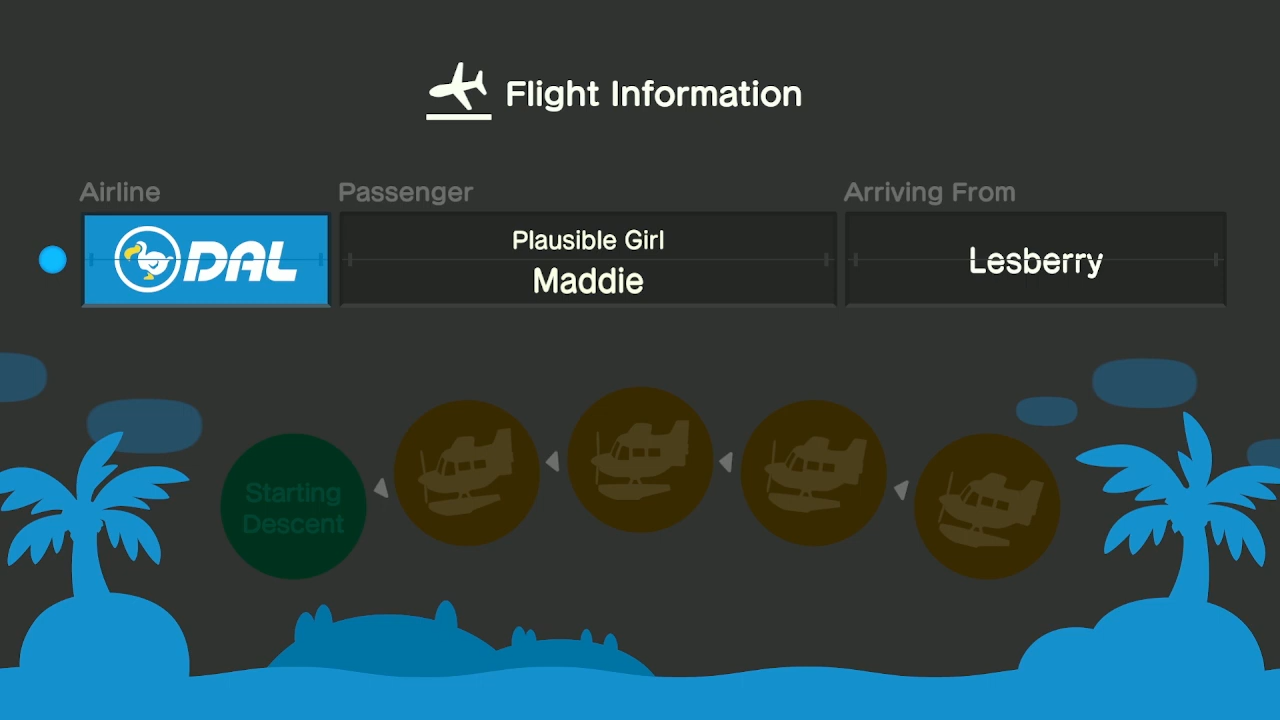 Flight Information
Airline
Passenger
Arriving From
DAL
Plausible Girl
Maddie
Lesberry
Starting
Descent